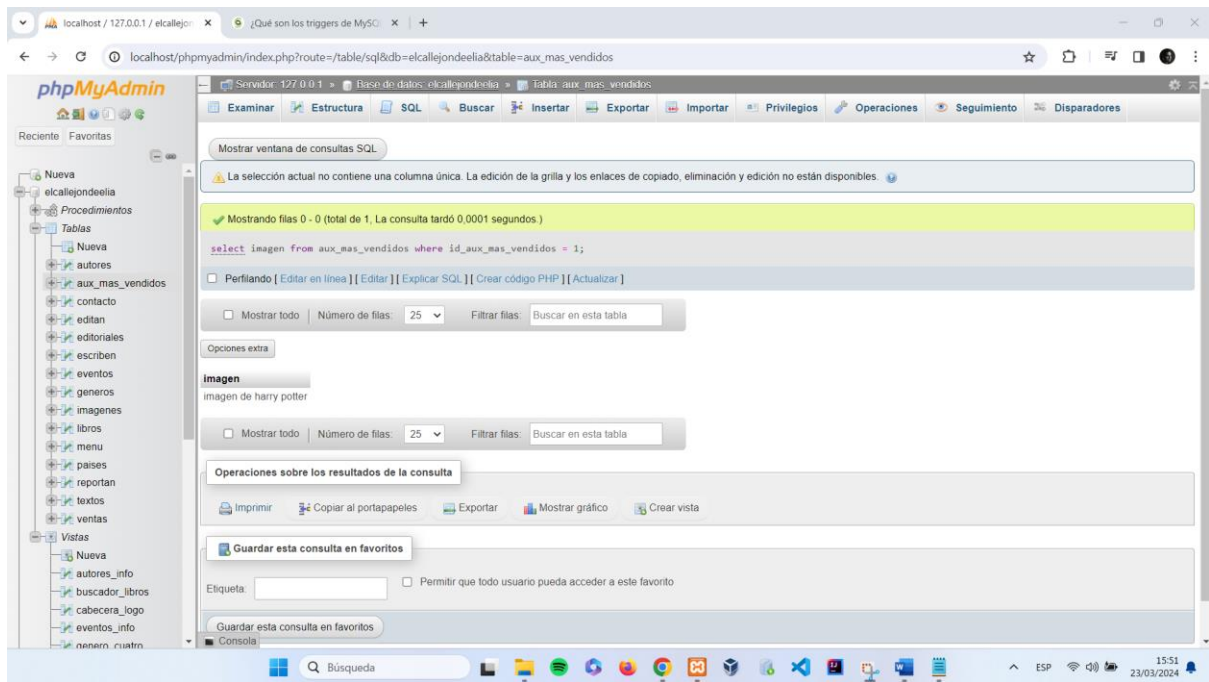 localhost / 127.0.0.1 / elcallejon
¿Qué son los triggers de MySQL
localhost/phpmyadmin/index.php?route=/table/sql&db=elcallejondeelia&table=aux_mas_vendidos
phpMyAdmin
Reciente Favoritas
Nueva
elcallejondeelia
Procedimientos
Tablas
Nueva
autores
aux_mas_vendidos
contacto
editan
editoriales
escriben
eventos
generos
imagenes
libros
menu
paises
reportan
textos
ventas
Vistas
Nueva
autores_info
buscador_libros
cabecera_logo
eventos_info
genero_cuatro
Servidor: 127.0.0.1 » Base de datos: elcallejondeelia » Tabla: aux_mas_vendidos
Examinar Estructura SQL Buscar Insertar Exportar Importar Privilegios Operaciones Seguimiento Disparadores
Mostrar ventana de consultas SQL
La selección actual no contiene una columna única. La edición de la grilla y los enlaces de copiado, eliminación y edición no están disponibles.
Mostrando filas 0 - 0 (total de 1, La consulta tardó 0,0001 segundos.)
select imagen from aux_mas_vendidos where id_aux_mas_vendidos = 1;
Perfilando [ Editar en línea ] [ Editar ] [ Explicar SQL ] [ Crear código PHP ] [ Actualizar ]
Mostrar todo | Número de filas: 25 Filtrar filas: Buscar en esta tabla
Opciones extra
imagen
imagen de harry potter
Mostrar todo | Número de filas: 25 Filtrar filas: Buscar en esta tabla
Operaciones sobre los resultados de la consulta
Imprimir Copiar al portapapeles Exportar Mostrar gráfico Crear vista
Guardar esta consulta en favoritos
Etiqueta: Permitir que todo usuario pueda acceder a este favorito
Guardar esta consulta en favoritos
Consola
Búsqueda
ESP
15:51
23/03/2024